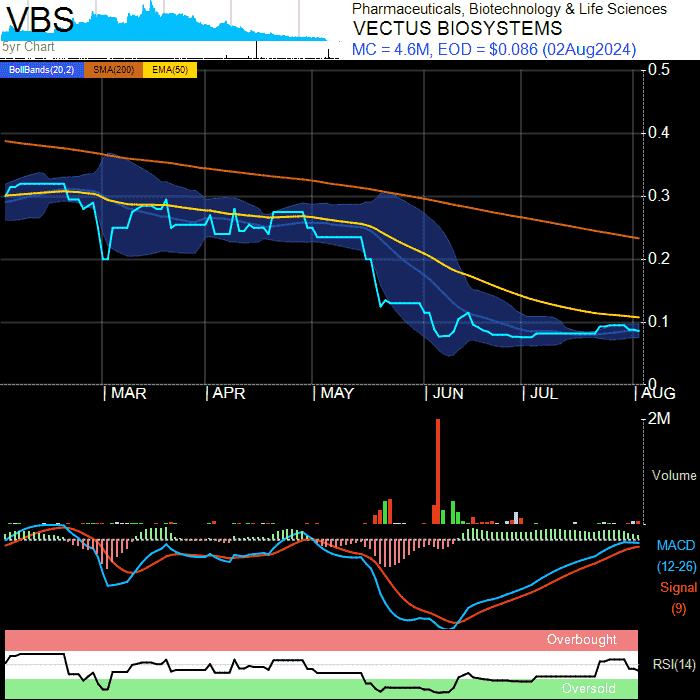 VBS
5yr Chart
Pharmaceuticals, Biotechnology & Life Sciences
VECTUS BIOSYSTEMS
MC = 4.6M, EOD = $0.086 (02Aug2024)
BollBands(20,2) SMA(200) EMA(50)
0.5
0.4
0.3
0.2
0.1
0
MAR APR MAY JUN JUL AUG
2M
Volume
MACD
(12-26)
Signal
(9)
Overbought
RSI(14)
Oversold